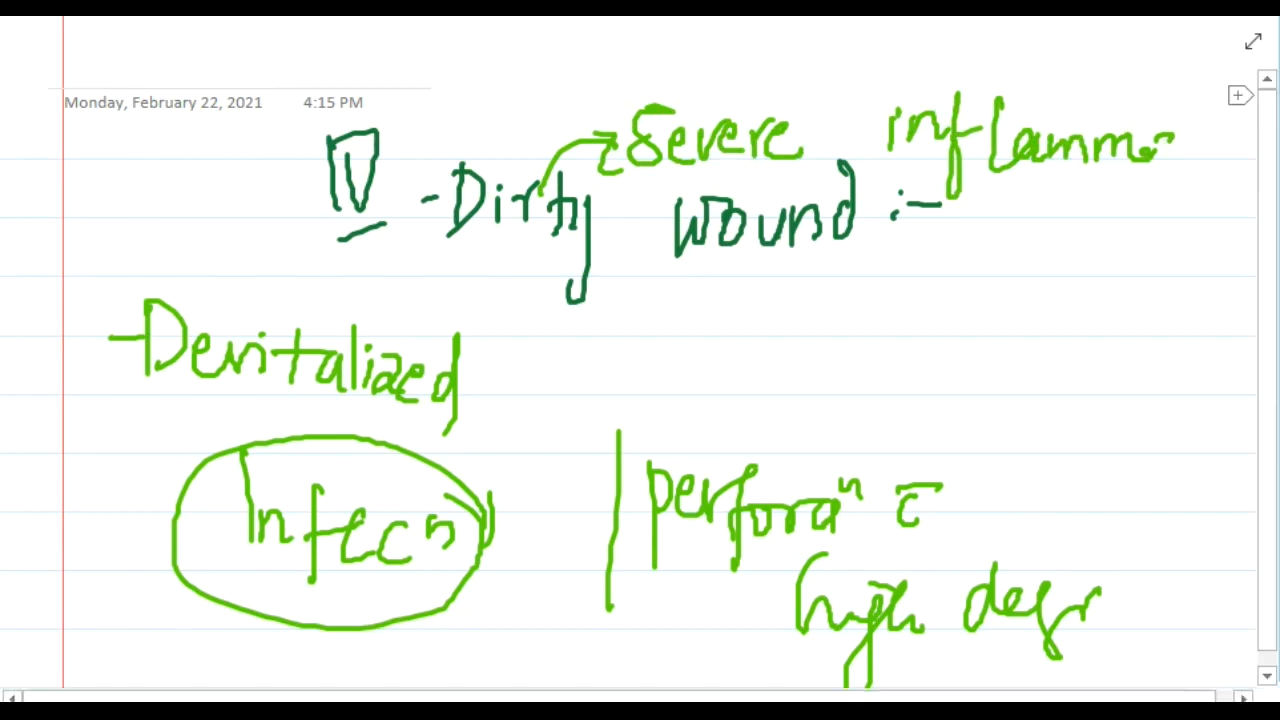 Monday, February 22, 2021 4:15 PM
Severe inflamm
IV - Dirty wound :-
- Devitalized
Infecⁿ
perforaⁿ c̄
high degr